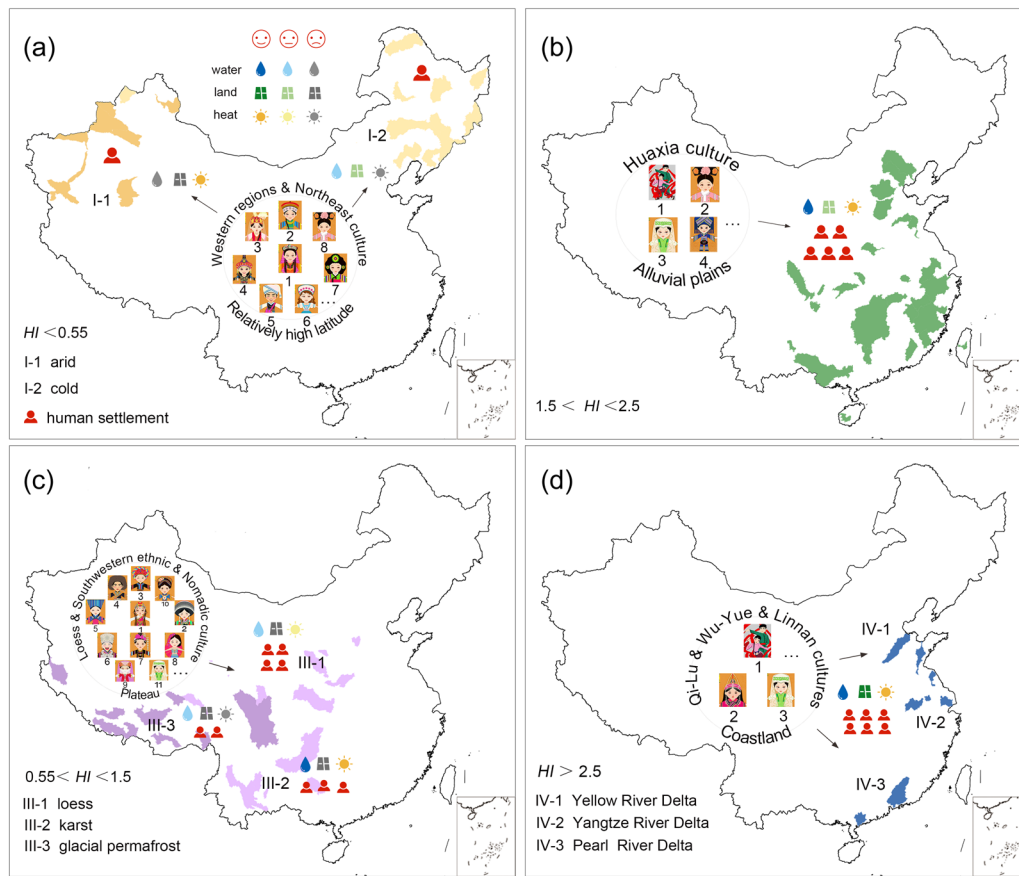 (a)
water
land
heat
I-2
I-1
Western regions & Northeast culture
3
2
8
4
1
7
5
6
...
Relatively high latitude
HI <0.55
I-1 arid
I-2 cold
human settlement
(b)
Huaxia culture
1
2
3
4
...
Alluvial plains
1.5 < HI <2.5
(c)
Loess & Southwestern ethnic & Nomadic culture
4
3
10
5
1
2
6
7
8
9
11
...
Plateau
III-1
III-3
III-2
0.55< HI <1.5
III-1 loess
III-2 karst
III-3 glacial permafrost
(d)
Qi-Lu & Wu-Yue & Linnan cultures
1
...
2
3
Coastland
IV-1
IV-2
IV-3
HI > 2.5
IV-1 Yellow River Delta
IV-2 Yangtze River Delta
IV-3 Pearl River Delta